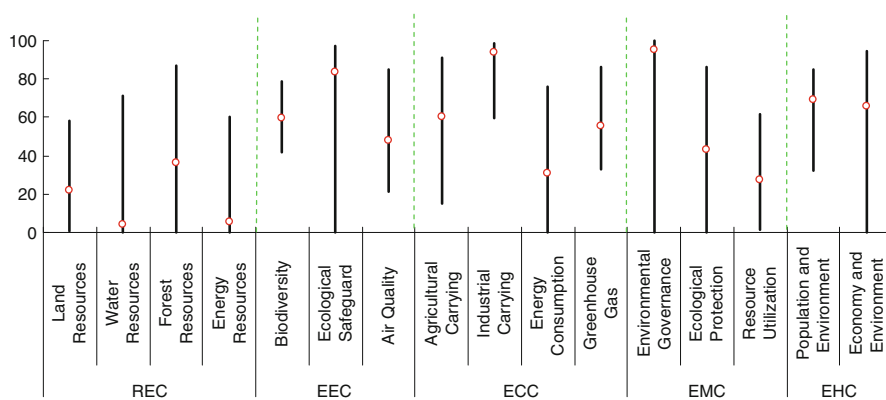 100
80
60
40
20
0
Land
Resources
Water
Resources
Forest
Resources
Energy
Resources
Biodiversity
Ecological
Safeguard
Air Quality
Agricultural
Carrying
Industrial
Carrying
Energy
Consumption
Greenhouse
Gas
Environmental
Governance
Ecological
Protection
Resource
Utilization
Population and
Environment
Economy and
Environment
REC
EEC
ECC
EMC
EHC